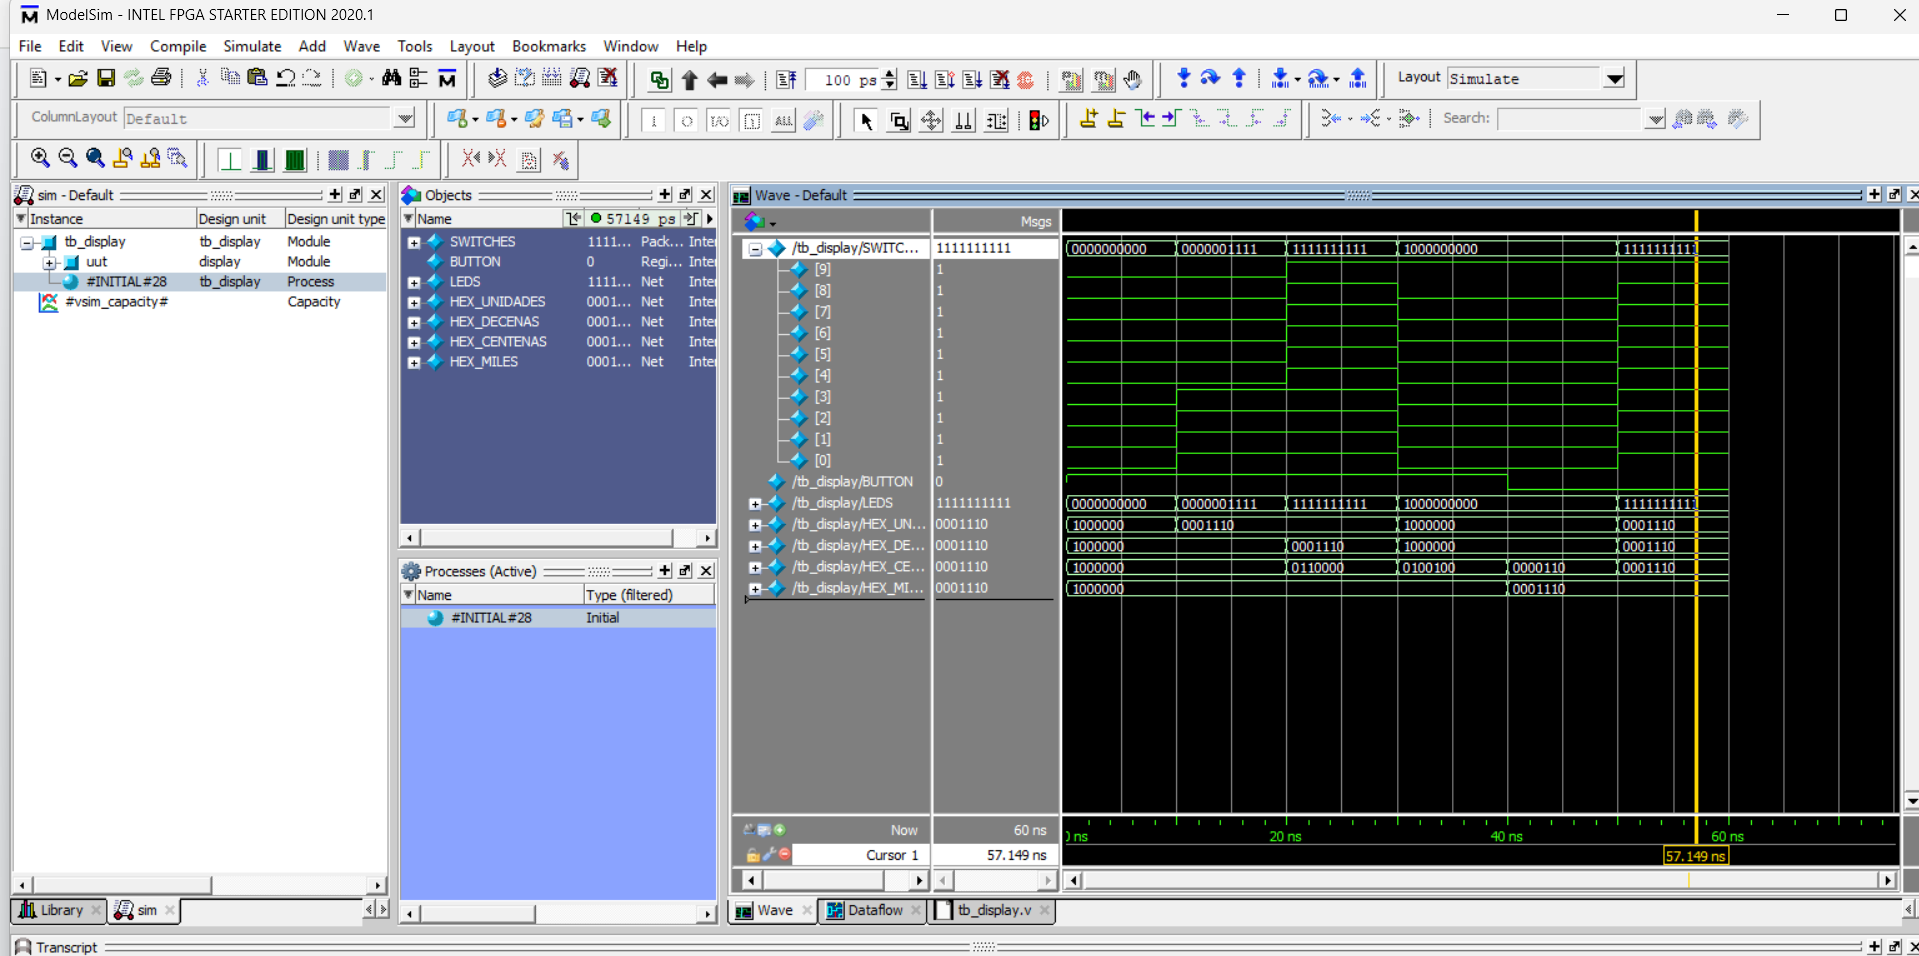 ModelSim - INTEL FPGA STARTER EDITION 2020.1
File Edit View Compile Simulate Add Wave Tools Layout Bookmarks Window Help
100 ps
Layout Simulate
ColumnLayout Default
Search:
sim - Default
Instance Design unit Design unit type
tb_display tb_display Module
uut display Module
#INITIAL#28 tb_display Process
#vsim_capacity# Capacity
Library sim
Objects
Name 57149 ps
SWITCHES 1111... Pack... Inter
BUTTON 0 Regi... Inter
LEDS 1111... Net Inter
HEX_UNIDADES 0001... Net Inter
HEX_DECENAS 0001... Net Inter
HEX_CENTENAS 0001... Net Inter
HEX_MILES 0001... Net Inter
Processes (Active)
Name Type (filtered)
#INITIAL#28 Initial
Wave - Default
Msgs
/tb_display/SWITC... 1111111111 0000000000 0000001111 1111111111 1000000000 1111111111
[9] 1
[8] 1
[7] 1
[6] 1
[5] 1
[4] 1
[3] 1
[2] 1
[1] 1
[0] 1
/tb_display/BUTTON 0
/tb_display/LEDS 1111111111 0000000000 0000001111 1111111111 1000000000 1111111111
/tb_display/HEX_UN... 0001110 1000000 0001110 1000000 0001110
/tb_display/HEX_DE... 0001110 1000000 0001110 1000000 0001110
/tb_display/HEX_CE... 0001110 1000000 0110000 0100100 0000110 0001110
/tb_display/HEX_MI... 0001110 1000000 0001110
Now 60 ns ns 20 ns 40 ns 60 ns
Cursor 1 57.149 ns 57.149 ns
Wave Dataflow tb_display.v
Transcript